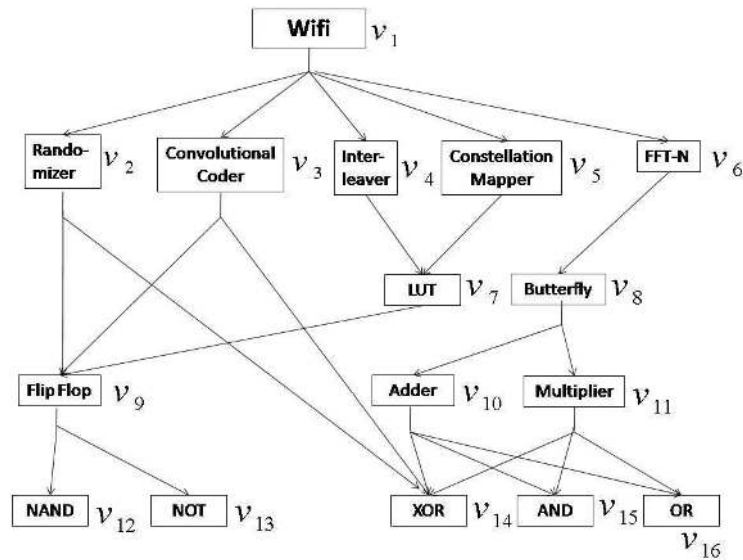 Wifi v1
Rando-
mizer v2
Convolutional
Coder v3
Inter-
leaver v4
Constellation
Mapper v5
FFT-N v6
LUT v7
Butterfly v8
Flip Flop v9
Adder v10
Multiplier v11
NAND v12
NOT v13
XOR v14
AND v15
OR v16